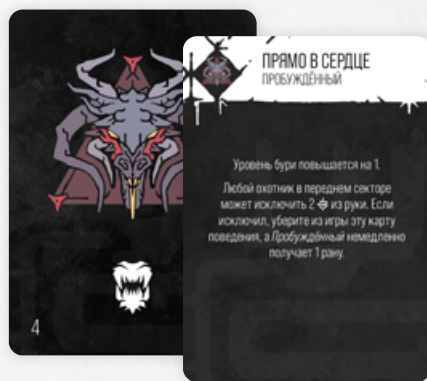 ПРЯМО В СЕРДЦЕ
ПРОБУЖДЁННЫЙ
Уровень бури повышается на 1.
Любой охотник в переднем секторе
может исключить 2 из руки. Если
исключил, уберите из игры эту карту
поведения, а Пробуждённый немедленно
получает 1 рану.
4